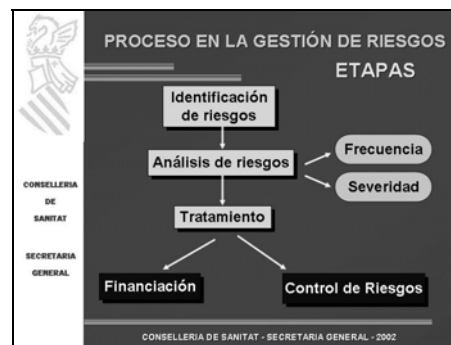 PROCESO EN LA GESTIÓN DE RIESGOS
ETAPAS
Identificación
de riesgos
Análisis de riesgos
Frecuencia
Severidad
Tratamiento
Financiación
Control de Riesgos
CONSELLERIA
DE
SANITAT
SECRETARIA
GENERAL
CONSELLERIA DE SANITAT - SECRETARIA GENERAL - 2002